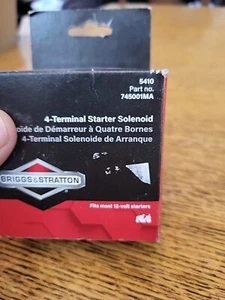 5410
Part no.
745001MA
4-Terminal Starter Solenoid
oide de Démarreur à Quatre Bornes
4-Terminal Solenoide de Arranque
BRIGGS&STRATTON
Fits most 12-volt starters